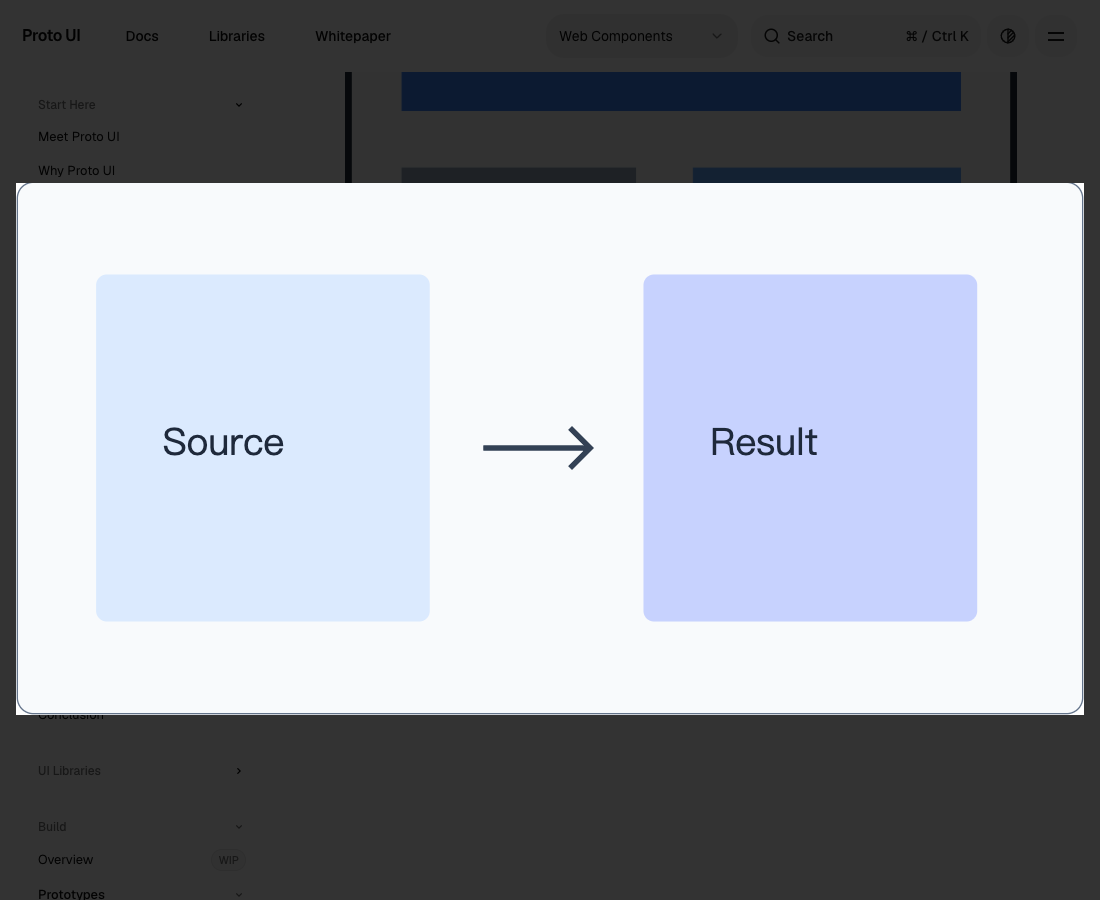 Proto UI
Docs
Libraries
Whitepaper
Web Components
Search
⌘ / Ctrl K
Start Here
Meet Proto UI
Why Proto UI
Source
Result
Conclusion
UI Libraries
Build
Overview
WIP
Prototypes